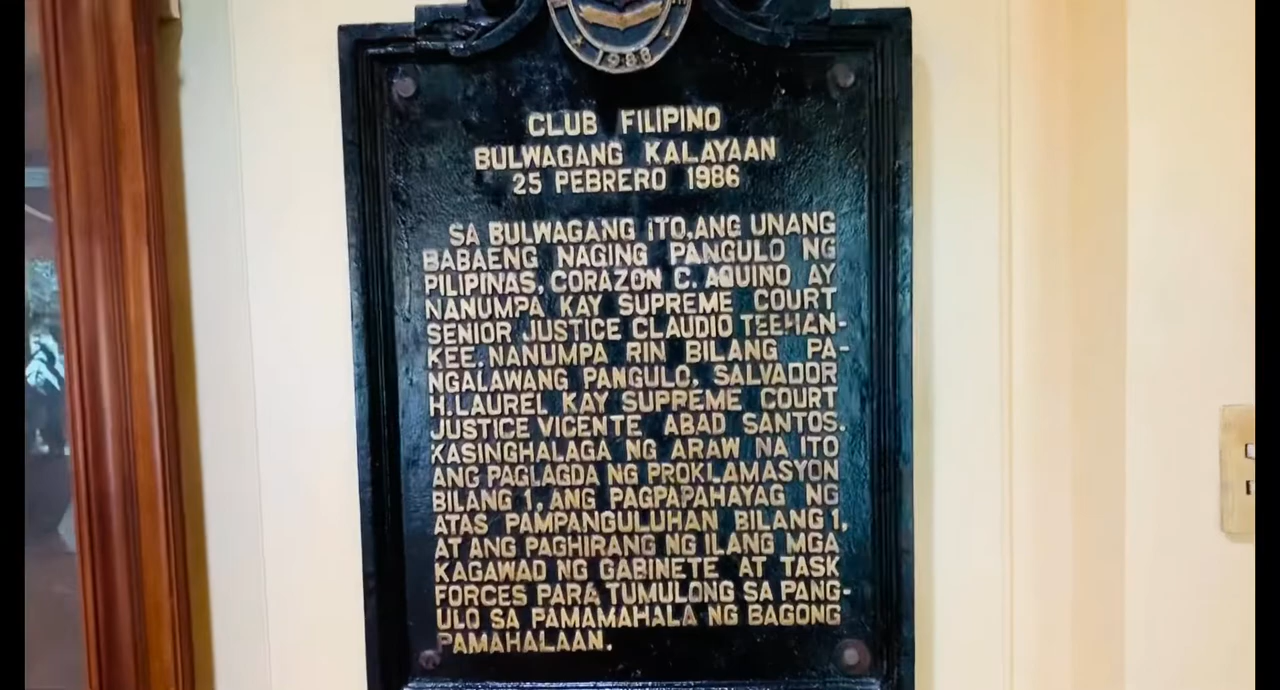 1988
CLUB FILIPINO
BULWAGANG KALAYAAN
25 PEBRERO 1986
SA BULWAGANG ITO, ANG UNANG
BABAENG NAGING PANGULO NG
PILIPINAS, CORAZON C. AQUINO AY
NANUMPA KAY SUPREME COURT
SENIOR JUSTICE CLAUDIO TEEHAN-
KEE. NANUMPA RIN BILANG PA-
NGALAWANG PANGULO, SALVADOR
H. LAUREL KAY SUPREME COURT
JUSTICE VICENTE ABAD SANTOS.
KASINGHALAGA NG ARAW NA ITO
ANG PAGLAGDA NG PROKLAMASYON
BILANG 1, ANG PAGPAPAHAYAG NG
ATAS PAMPANGULUHAN BILANG 1,
AT ANG PAGHIRANG NG ILANG MGA
KAGAWAD NG GABINETE AT TASK
FORCES PARA TUMULONG SA PANG-
ULO SA PAMAMAHALA NG BAGONG
PAMAHALAAN.